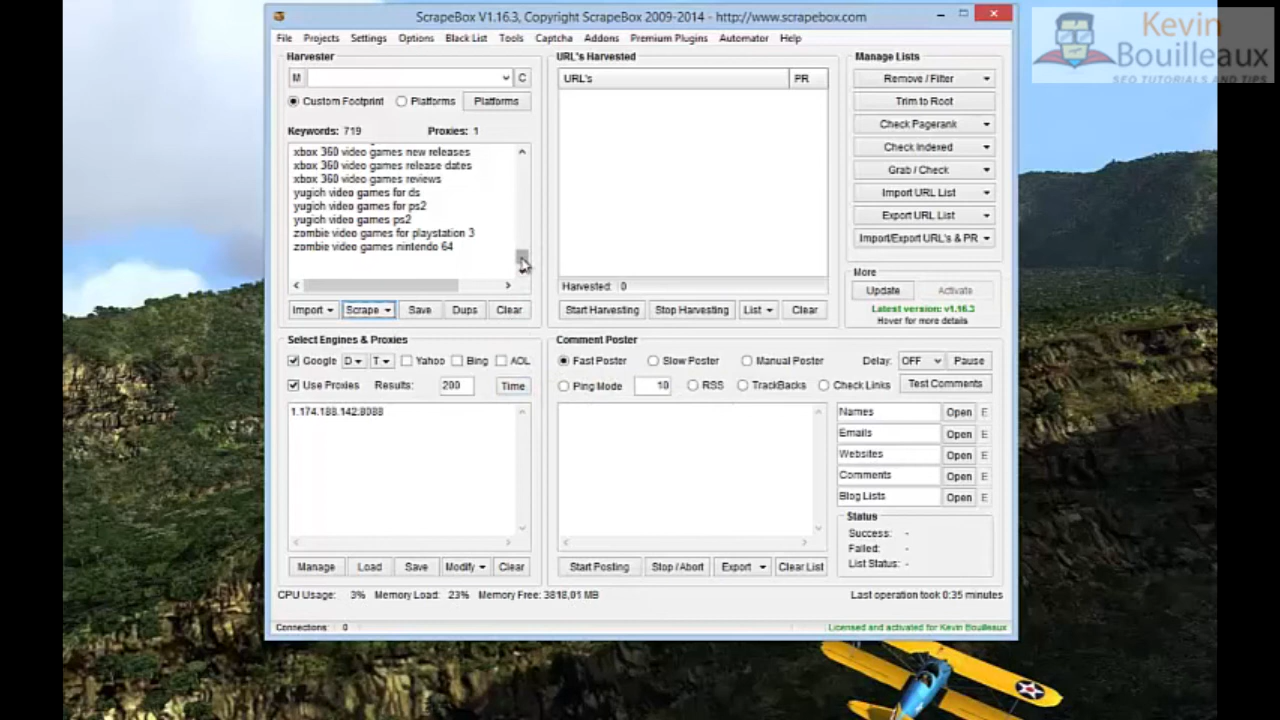 ScrapeBox V1.16.3, Copyright ScrapeBox 2009-2014 - http://www.scrapebox.com
Kevin
Bouilleaux
SEO TUTORIALS AND TIPS
File Projects Settings Options Black List Tools Captcha Addons Premium Plugins Automator Help
Harvester
M C
Custom Footprint Platforms Platforms
Keywords: 719 Proxies: 1
xbox 360 video games new releases
xbox 360 video games release dates
xbox 360 video games reviews
yugioh video games for ds
yugioh video games for ps2
yugioh video games ps2
zombie video games for playstation 3
zombie video games nintendo 64
Import Scrape Save Dups Clear
URL's Harvested
URL's PR
Harvested: 0
Start Harvesting Stop Harvesting List Clear
Manage Lists
Remove / Filter
Trim to Root
Check Pagerank
Check Indexed
Grab / Check
Import URL List
Export URL List
Import/Export URL's & PR
More
Update Activate
Latest version: v1.16.3
Hover for more details
Select Engines & Proxies
Google D T Yahoo Bing AOL
Use Proxies Results: 200 Time
1.174.188.142:8088
Manage Load Save Modify Clear
Comment Poster
Fast Poster Slow Poster Manual Poster Delay: OFF Pause
Ping Mode 10 RSS TrackBacks Check Links Test Comments
Names Open E
Emails Open E
Websites Open E
Comments Open E
Blog Lists Open E
Status
Success: -
Failed: -
List Status: -
Start Posting Stop/Abort Export Clear List
CPU Usage: 3% Memory Load: 23% Memory Free: 3818,01 MB Last operation took 0:35 minutes
Connections: 0 Licensed and activated for Kevin Bouilleaux